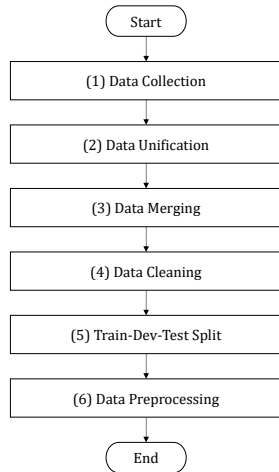 Start
(1) Data Collection
(2) Data Unification
(3) Data Merging
(4) Data Cleaning
(5) Train-Dev-Test Split
(6) Data Preprocessing
End